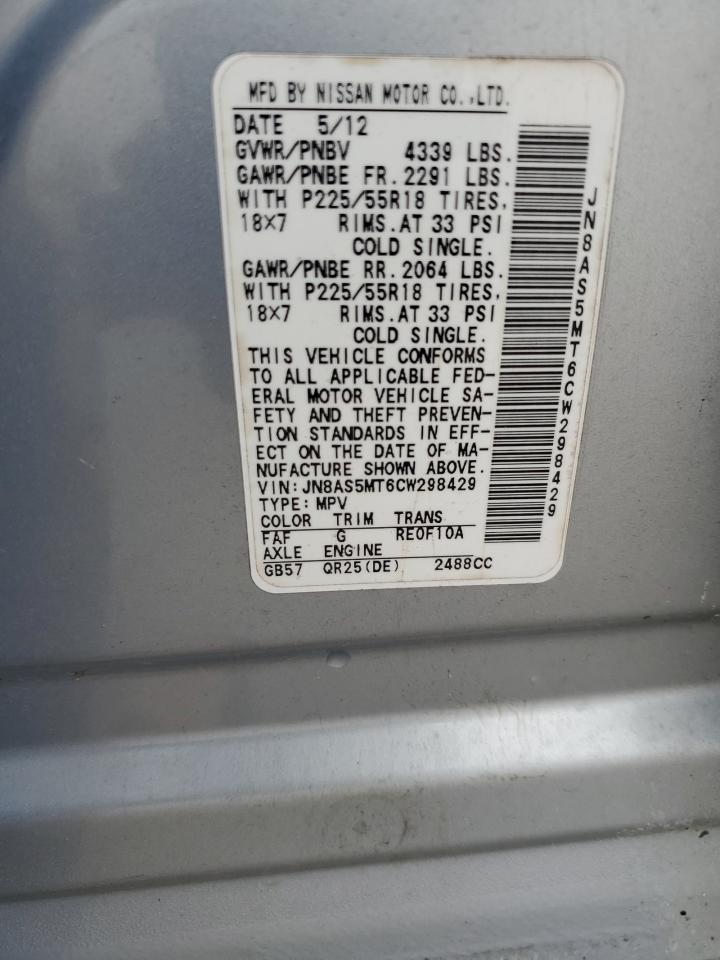 MFD BY NISSAN MOTOR CO.,LTD.
DATE 5/12
GVWR/PNBV 4339 LBS.
GAWR/PNBE FR.2291 LBS.
WITH P225/55R18 TIRES,
18×7 RIMS.AT 33 PSI
COLD SINGLE.
GAWR/PNBE RR.2064 LBS.
WITH P225/55R18 TIRES,
18×7 RIMS.AT 33 PSI
COLD SINGLE.
THIS VEHICLE CONFORMS
TO ALL APPLICABLE FED-
ERAL MOTOR VEHICLE SA-
FETY AND THEFT PREVEN-
TION STANDARDS IN EFF-
ECT ON THE DATE OF MA-
NUFACTURE SHOWN ABOVE.
VIN:JN8AS5MT6CW298429
TYPE:MPV
COLOR TRIM TRANS
FAF G RE0F10A
AXLE ENGINE
GB57 QR25(DE) 2488CC
JN8AS5MT6CW298429